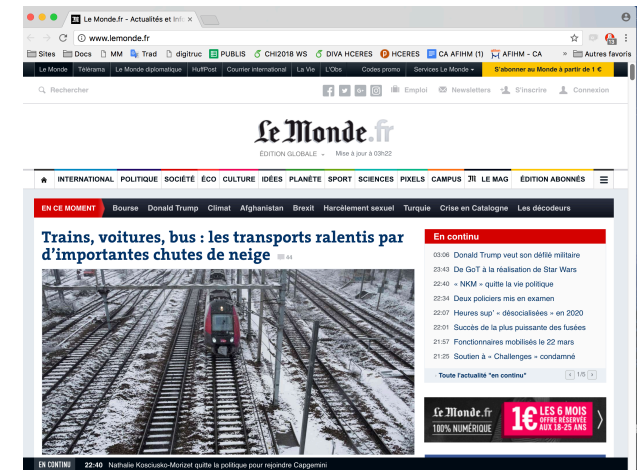 Le Monde.fr - Actualités et Info
www.lemonde.fr
Sites Docs MM Trad digitruc PUBLIS CHI2018 WS DIVA HCERES HCERES CA AFIHM (1) AFIHM - CA » Autres favoris
Le Monde Télérama Le Monde diplomatique HuffPost Courrier international La Vie L'Obs Codes promo Services Le Monde S'abonner au Monde à partir de 1 €
Rechercher Emploi Newsletters S'inscrire Connexion
Le Monde.fr
ÉDITION GLOBALE Mise à jour à 03h22
INTERNATIONAL POLITIQUE SOCIÉTÉ ÉCO CULTURE IDÉES PLANÈTE SPORT SCIENCES PIXELS CAMPUS M LE MAG ÉDITION ABONNÉS
EN CE MOMENT Bourse Donald Trump Climat Afghanistan Brexit Harcèlement sexuel Turquie Crise en Catalogne Les décodeurs
Trains, voitures, bus : les transports ralentis par
d'importantes chutes de neige 44
En continu
03:06 Donald Trump veut son défilé militaire
23:43 De GoT à la réalisation de Star Wars
22:40 « NKM » quitte la vie politique
22:34 Deux policiers mis en examen
22:07 Heures sup' « désocialisées » en 2020
22:01 Succès de la plus puissante des fusées
21:57 Fonctionnaires mobilisés le 22 mars
21:25 Soutien à « Challenges » condamné
Toute l'actualité "en continu" 1/5
Le Monde.fr
100% NUMÉRIQUE
1€ LES 6 MOIS
OFFRE RÉSERVÉE
AUX 18-25 ANS
EN CONTINU 22:40 Nathalie Kosciusko-Morizet quitte la politique pour rejoindre Capgemini